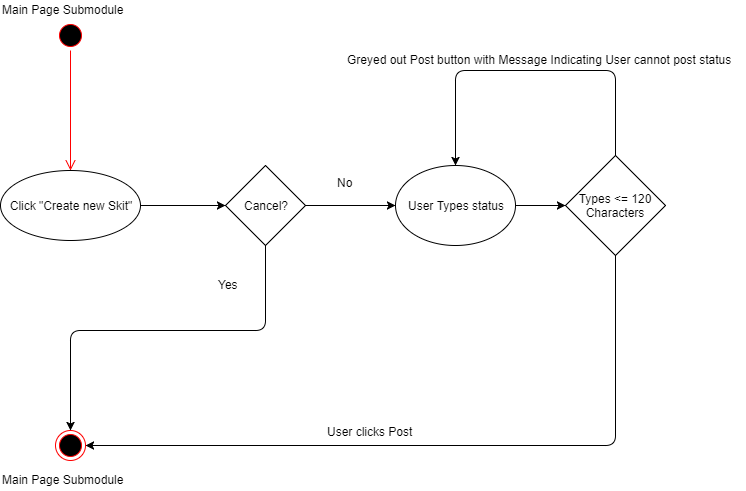 Main Page Submodule
Greyed out Post button with Message Indicating User cannot post status
Click "Create new Skit"
Cancel?
No
User Types status
Types <= 120
Characters
Yes
User clicks Post
Main Page Submodule